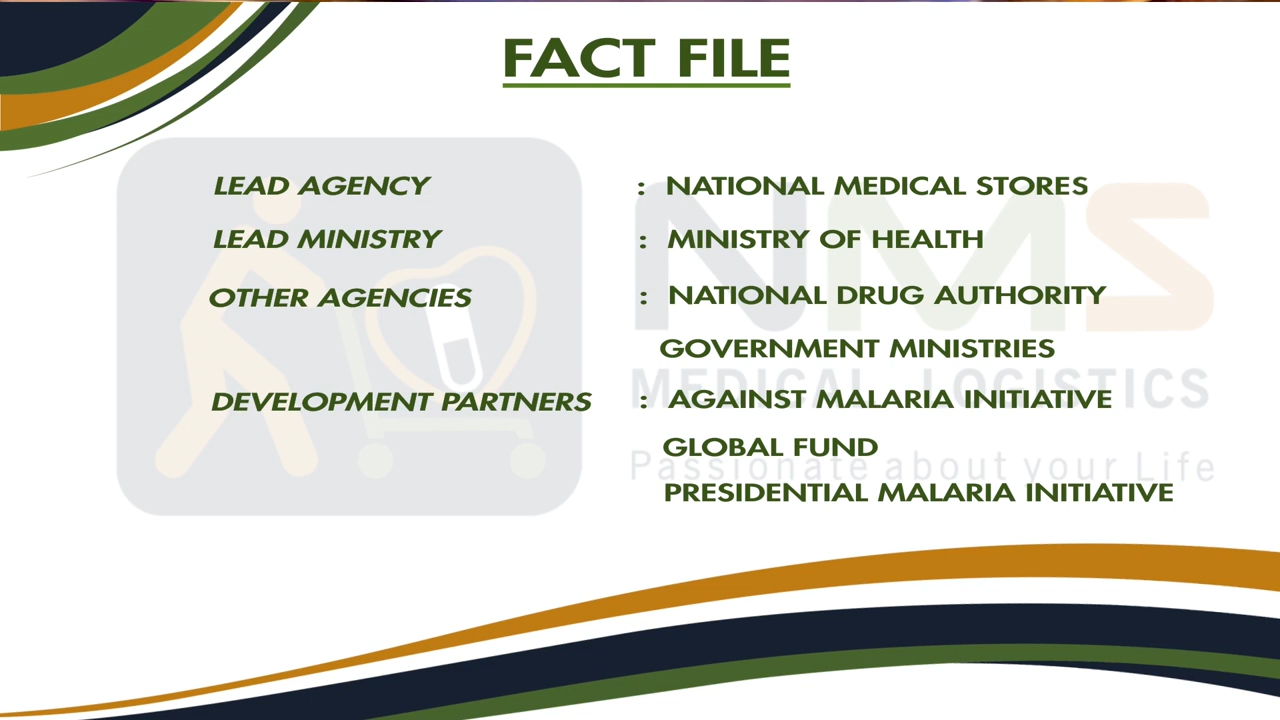 FACT FILE
LEAD AGENCY : NATIONAL MEDICAL STORES
LEAD MINISTRY : MINISTRY OF HEALTH
OTHER AGENCIES : NATIONAL DRUG AUTHORITY
GOVERNMENT MINISTRIES
DEVELOPMENT PARTNERS : AGAINST MALARIA INITIATIVE
GLOBAL FUND
PRESIDENTIAL MALARIA INITIATIVE
NMS
MEDICAL LOGISTICS
Passionate about your Life